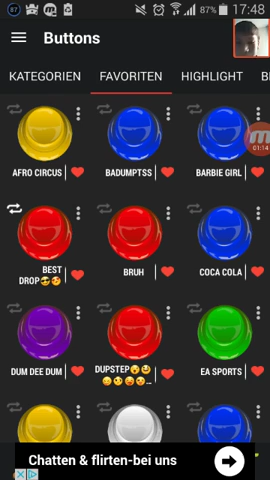 87 87% 17:48
Buttons
KATEGORIEN FAVORITEN HIGHLIGHT
01:14
AFRO CIRCUS BADUMPTSS BARBIE GIRL
BEST
DROP😎🥳 BRUH COCA COLA
DUM DEE DUM DUPSTEP EA SPORTS
Chatten & flirten-bei uns